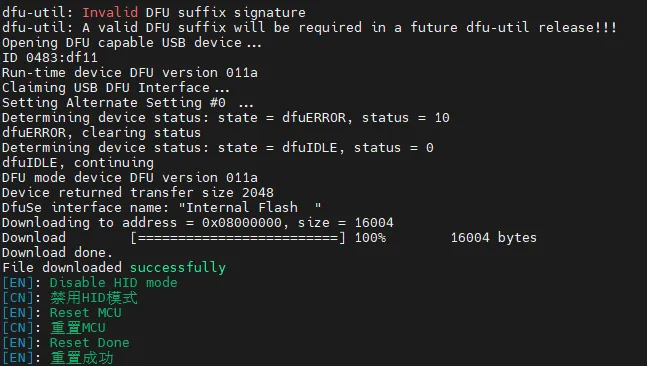 dfu-util: Invalid DFU suffix signature
dfu-util: A valid DFU suffix will be required in a future dfu-util release!!!
Opening DFU capable USB device...
ID 0483:df11
Run-time device DFU version 011a
Claiming USB DFU Interface...
Setting Alternate Setting #0 ...
Determining device status: state = dfuERROR, status = 10
dfuERROR, clearing status
Determining device status: state = dfuIDLE, status = 0
dfuIDLE, continuing
DFU mode device DFU version 011a
Device returned transfer size 2048
DfuSe interface name: "Internal Flash  "
Downloading to address = 0x08000000, size = 16004
Download        [=========================] 100%        16004 bytes
Download done.
File downloaded successfully
[EN]: Disable HID mode
[CN]: 禁用HID模式
[EN]: Reset MCU
[CN]: 重置MCU
[EN]: Reset Done
[EN]: 重置成功